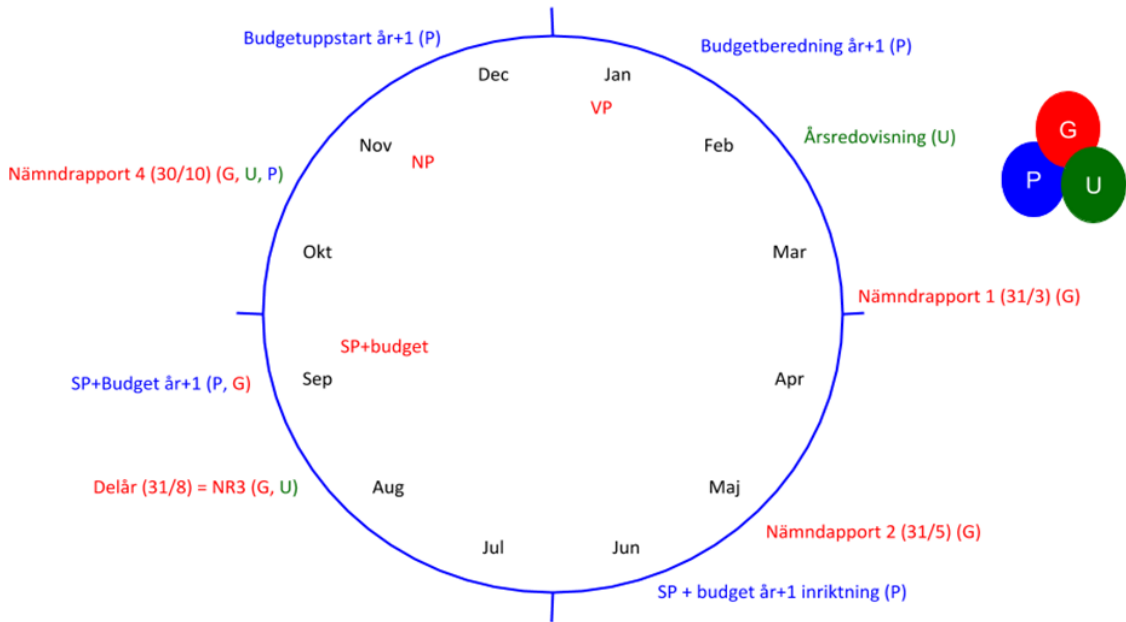 Budgetuppstart år+1 (P)
Budgetberedning år+1 (P)
Dec
Jan
VP
Årsredovisning (U)
G
P
U
Nov
NP
Feb
Nämndrapport 4 (30/10) (G, U, P)
Okt
Mar
Nämndrapport 1 (31/3) (G)
SP+budget
SP+Budget år+1 (P, G)
Sep
Apr
Delår (31/8) = NR3 (G, U)
Aug
Maj
Nämndapport 2 (31/5) (G)
Jul
Jun
SP + budget år+1 inriktning (P)